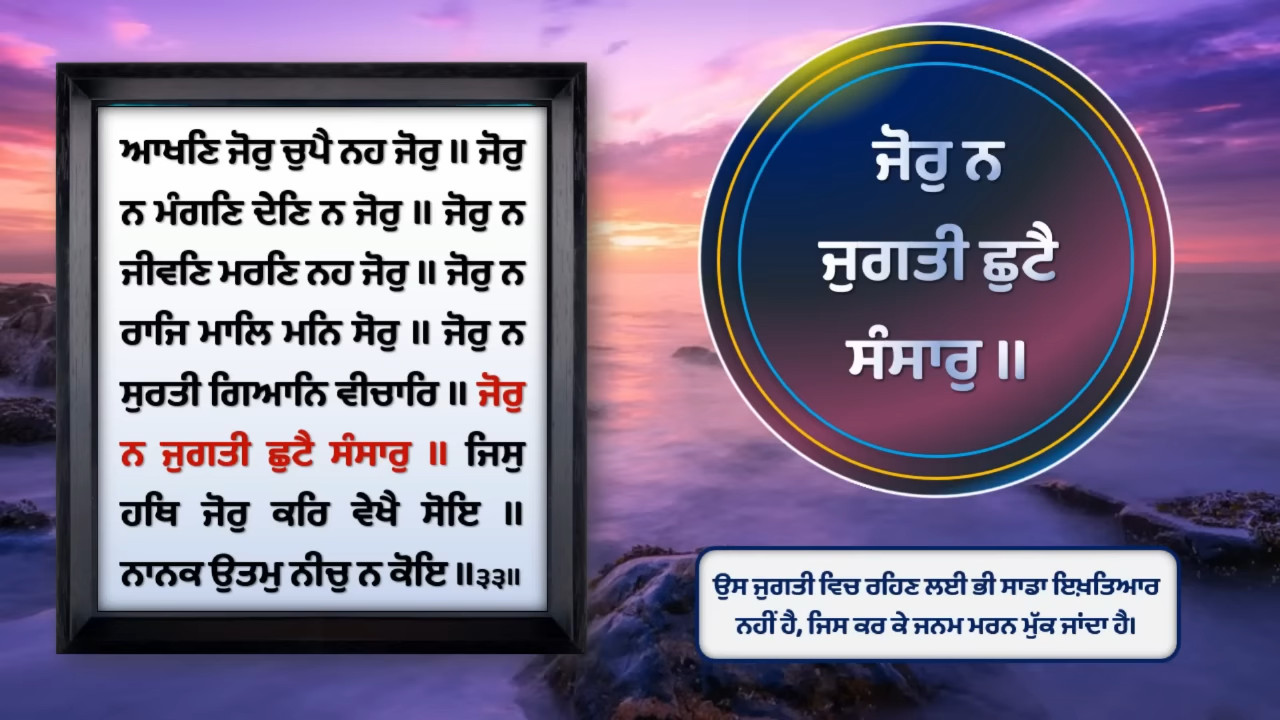 ਆਖਣਿ ਜੋਰੁ ਚੁਪੈ ਨਹ ਜੋਰੁ ॥ ਜੋਰੁ
ਨ ਮੰਗਣਿ ਦੇਣਿ ਨ ਜੋਰੁ ॥ ਜੋਰੁ ਨ
ਜੀਵਣਿ ਮਰਣਿ ਨਹ ਜੋਰੁ ॥ ਜੋਰੁ ਨ
ਰਾਜਿ ਮਾਲਿ ਮਨਿ ਸੋਰੁ ॥ ਜੋਰੁ ਨ
ਸੁਰਤੀ ਗਿਆਨਿ ਵੀਚਾਰਿ ॥ ਜੋਰੁ
ਨ ਜੁਗਤੀ ਛੁਟੈ ਸੰਸਾਰੁ ॥ ਜਿਸੁ
ਹਥਿ ਜੋਰੁ ਕਰਿ ਵੇਖੈ ਸੋਇ ॥
ਨਾਨਕ ਉਤਮੁ ਨੀਚੁ ਨ ਕੋਇ ॥੩੩॥
ਜੋਰੁ ਨ
ਜੁਗਤੀ ਛੁਟੈ
ਸੰਸਾਰੁ ॥
ਉਸ ਜੁਗਤੀ ਵਿਚ ਰਹਿਣ ਲਈ ਭੀ ਸਾਡਾ ਇਖ਼ਤਿਆਰ
ਨਹੀਂ ਹੈ, ਜਿਸ ਕਰ ਕੇ ਜਨਮ ਮਰਨ ਮੁੱਕ ਜਾਂਦਾ ਹੈ।